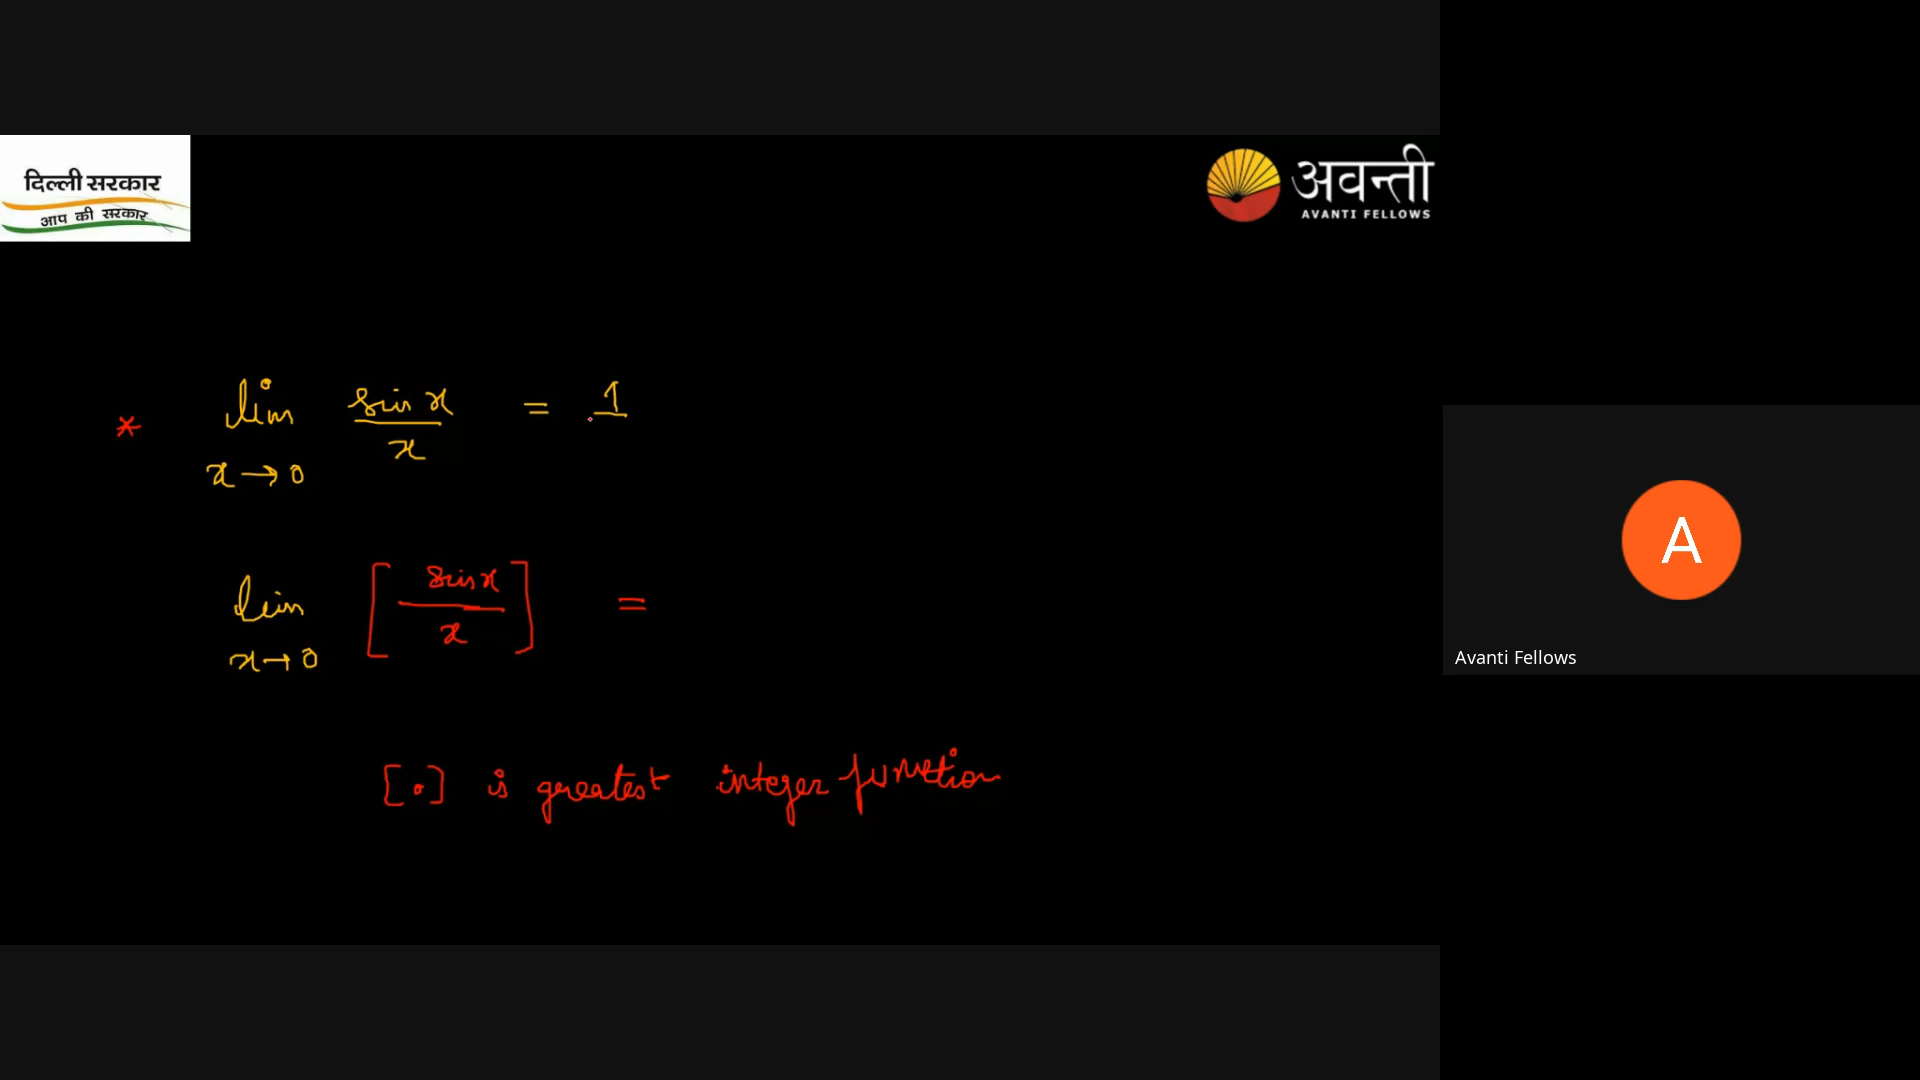 दिल्ली सरकार
आप की सरकार
अवन्ती
AVANTI FELLOWS
* lim sin x / x = 1
x → 0
lim [ sin x / x ] =
x → 0
[•] is greatest integer function
A
Avanti Fellows